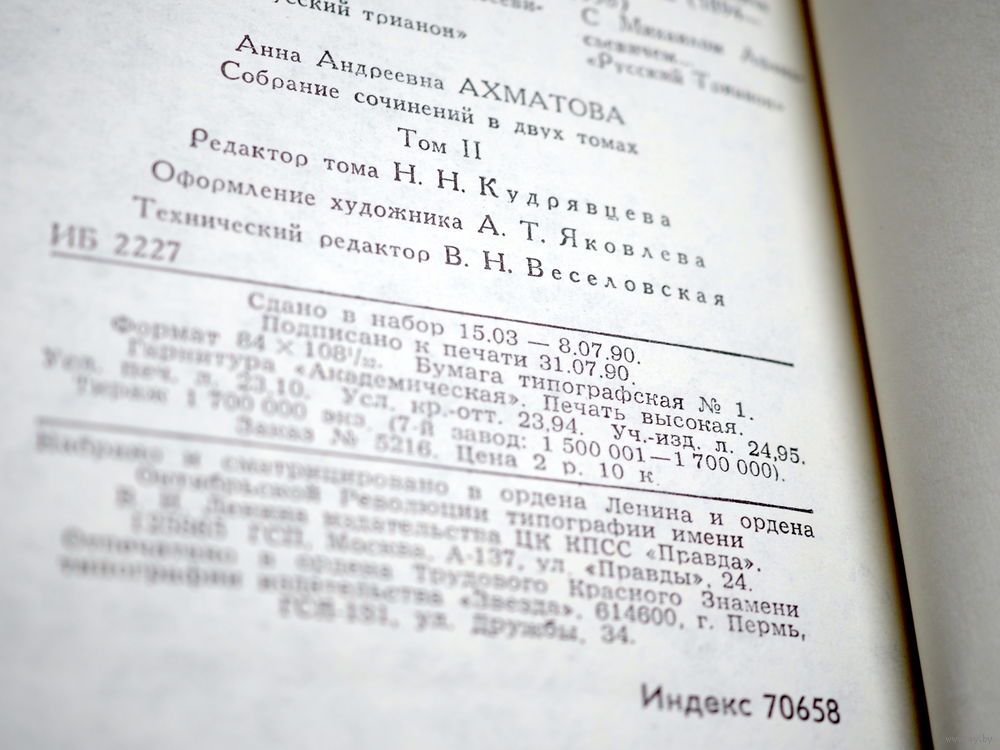 «Русский трианон»
С Михаилом
«Русский Трианон»
Анна Андреевна АХМАТОВА
Собрание сочинений в двух томах
Том II
Редактор тома Н. Н. Кудрявцева
Оформление художника А. Т. Яковлева
Технический редактор В. Н. Веселовская
ИБ 2227
Сдано в набор 15.03 — 8.07.90.
Подписано к печати 31.07.90.
Формат 84 × 108¹/₃₂. Бумага типографская № 1.
Гарнитура «Академическая». Печать высокая.
Усл. печ. л. 23,10. Усл. кр.-отт. 23,94. Уч.-изд. л. 24,95.
Тираж 1 700 000 экз. (7-й завод: 1 500 001—1 700 000).
Заказ № 5216. Цена 2 р. 10 к.
Набрано и сматрицировано в ордена Ленина и ордена
Октябрьской Революции типографии имени
В. И. Ленина издательства ЦК КПСС «Правда».
125865 ГСП, Москва, А-137, ул. «Правды», 24.
Отпечатано в ордена Трудового Красного Знамени
типографии издательства «Звезда», 614600, г. Пермь,
ГСП-131, ул. Дружбы, 34.
Индекс 70658